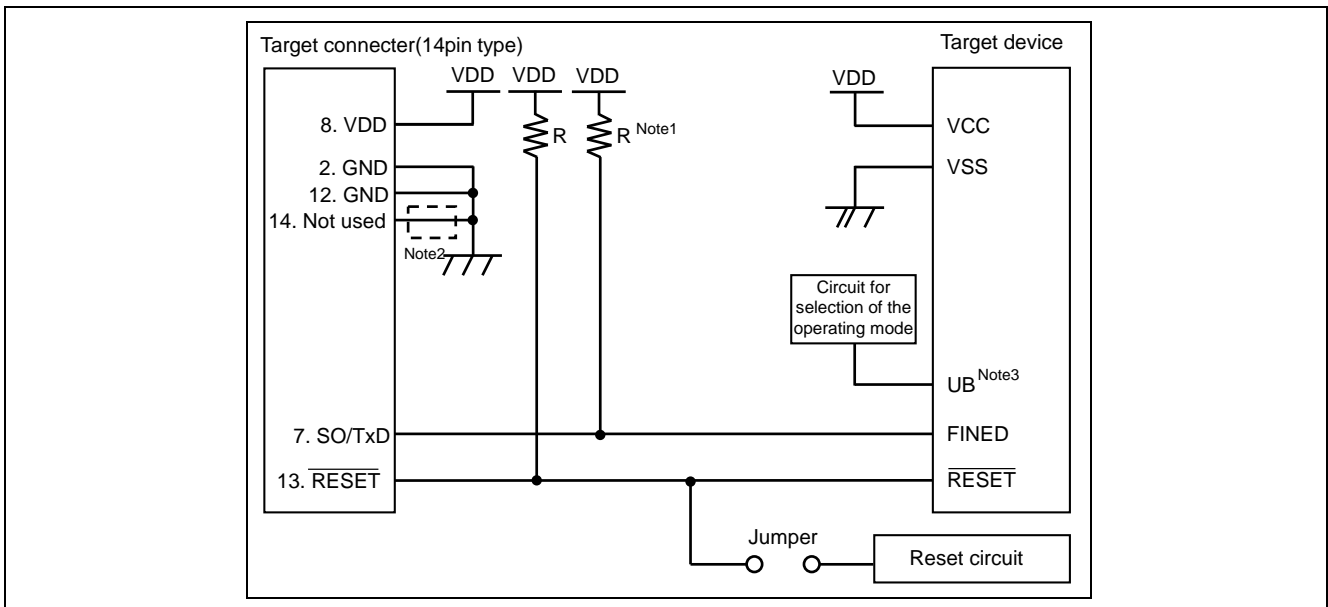 Target connecter(14pin type)
Target device
VDD
VDD
VDD
VDD
8. VDD
R
R Note1
VCC
2. GND
VSS
12. GND
14. Not used
Note2
Circuit for
selection of the
operating mode
UB Note3
7. SO/TxD
FINED
13. RESET
RESET
Jumper
Reset circuit